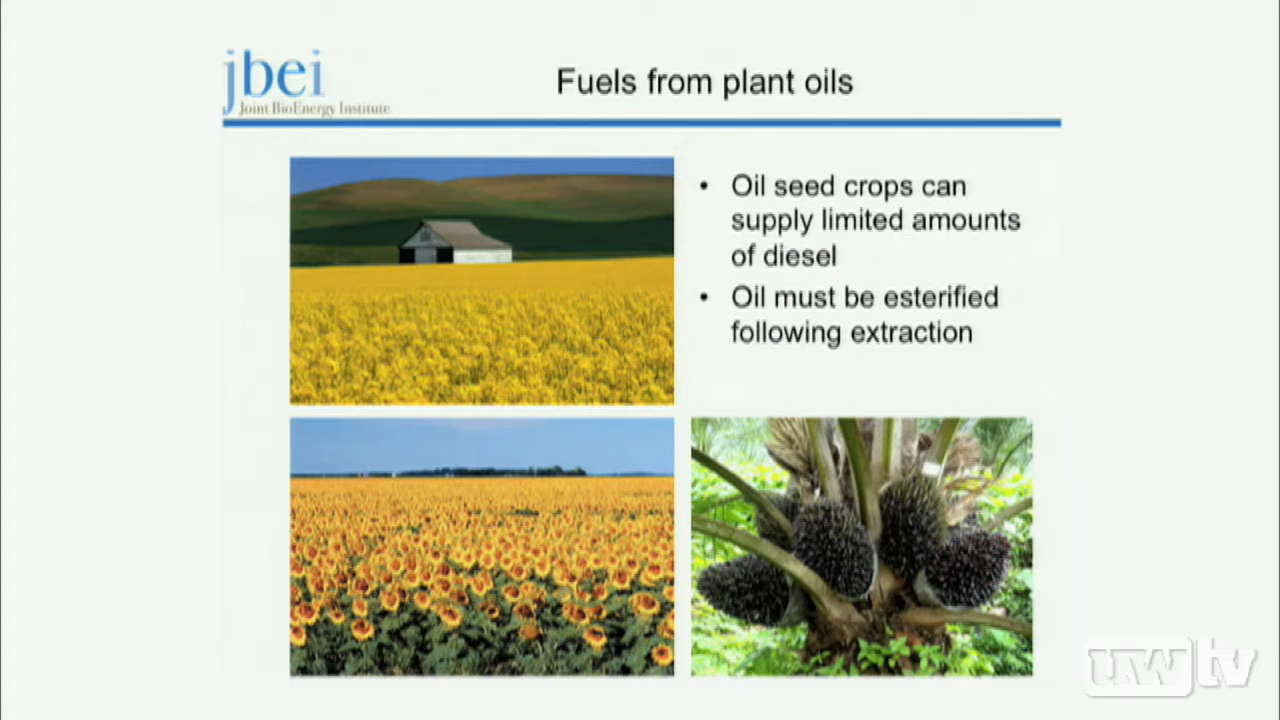 jbei
Joint BioEnergy Institute
Fuels from plant oils
• Oil seed crops can
supply limited amounts
of diesel
• Oil must be esterified
following extraction
uwtv